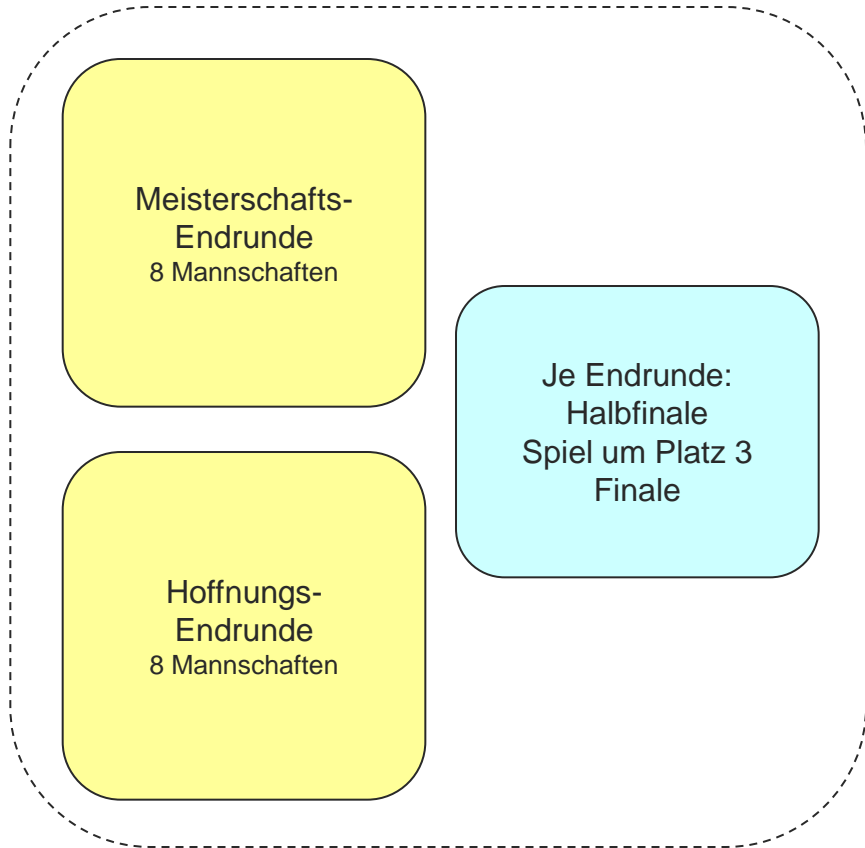 Meisterschafts-
Endrunde
8 Mannschaften
Je Endrunde:
Halbfinale
Spiel um Platz 3
Finale
Hoffnungs-
Endrunde
8 Mannschaften